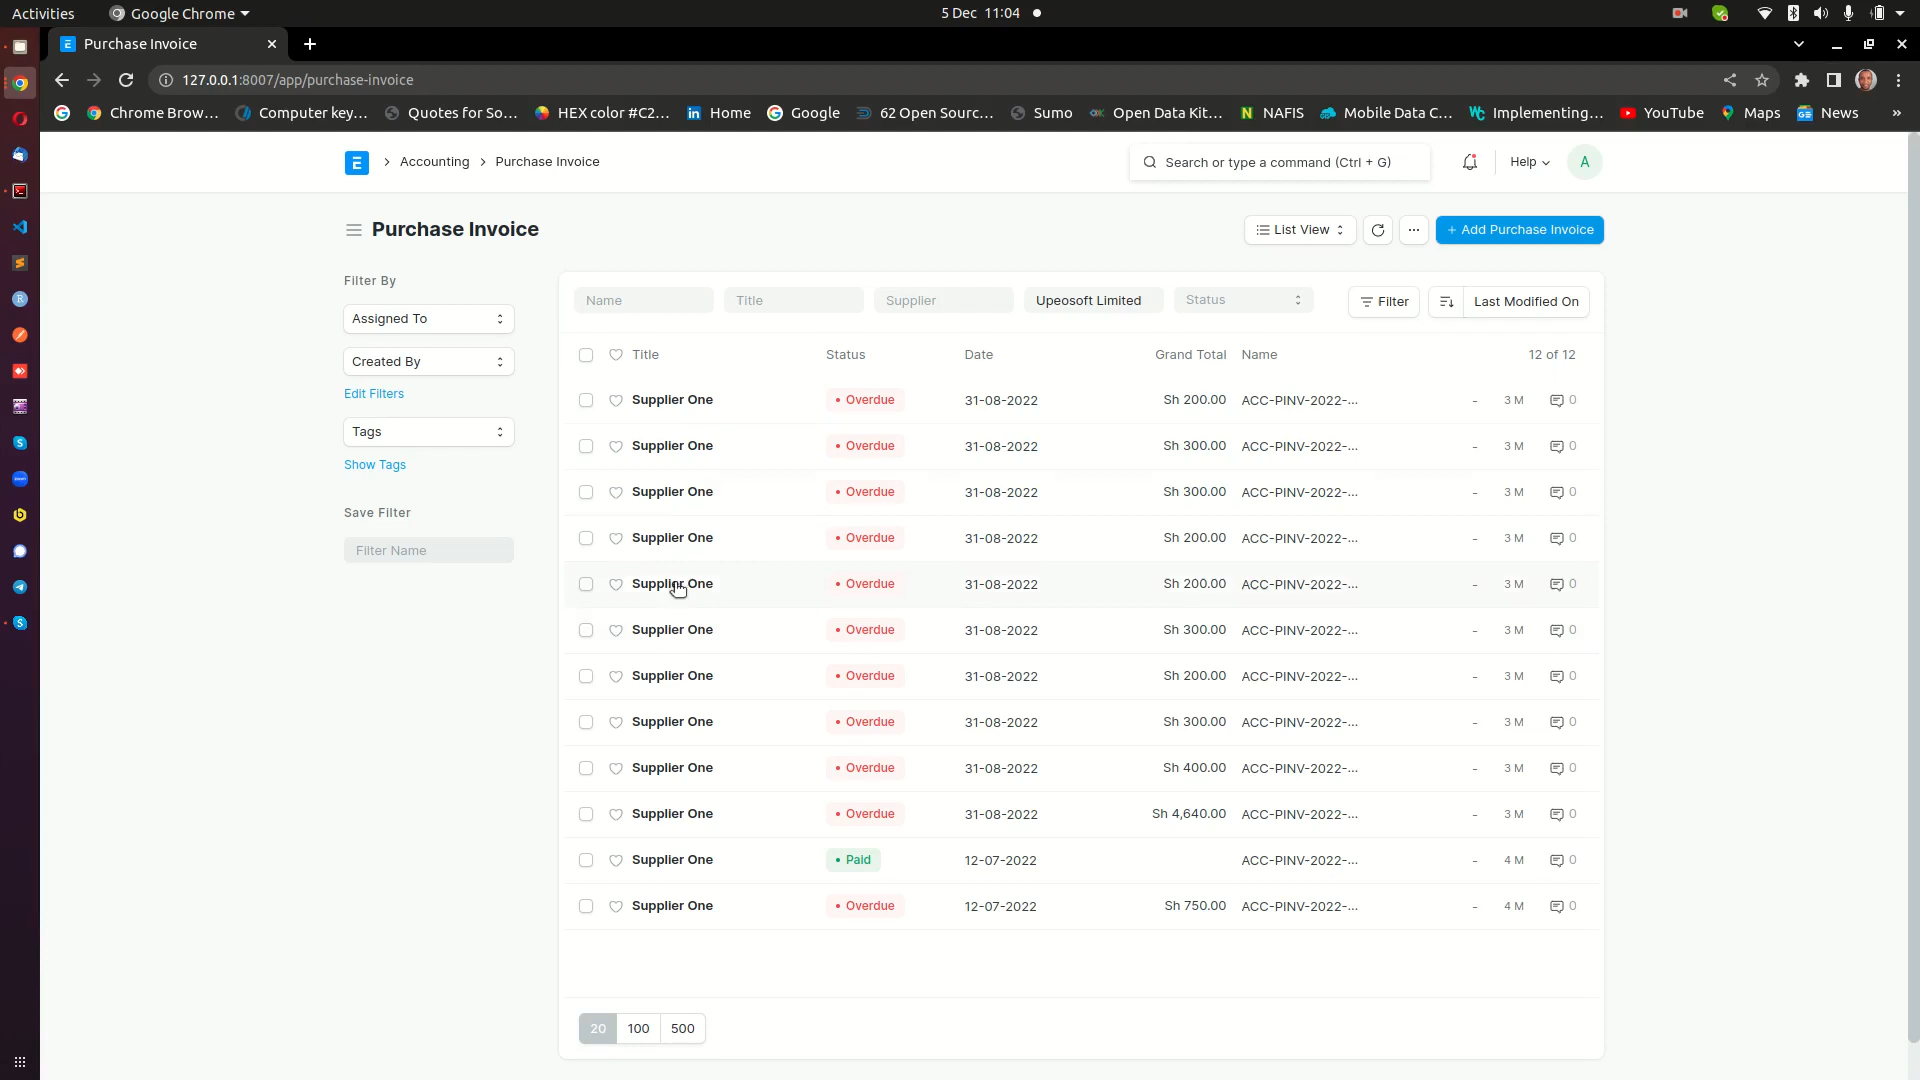 Activities Google Chrome 5 Dec 11:04
Purchase Invoice
127.0.0.1:8007/app/purchase-invoice
Chrome Brow... Computer key... Quotes for So... HEX color #C2... Home Google 62 Open Sourc... Sumo Open Data Kit... NAFIS Mobile Data C... Implementing... YouTube Maps News »
E Accounting Purchase Invoice Search or type a command (Ctrl + G) Help A
Purchase Invoice List View ... + Add Purchase Invoice
Filter By
Assigned To
Created By
Edit Filters
Tags
Show Tags
Save Filter
Filter Name
Name Title Supplier Upeosoft Limited Status Filter Last Modified On
Title Status Date Grand Total Name 12 of 12
Supplier One Overdue 31-08-2022 Sh 200.00 ACC-PINV-2022-... - 3 M 0
Supplier One Overdue 31-08-2022 Sh 300.00 ACC-PINV-2022-... - 3 M 0
Supplier One Overdue 31-08-2022 Sh 300.00 ACC-PINV-2022-... - 3 M 0
Supplier One Overdue 31-08-2022 Sh 200.00 ACC-PINV-2022-... - 3 M 0
Supplier One Overdue 31-08-2022 Sh 200.00 ACC-PINV-2022-... - 3 M 0
Supplier One Overdue 31-08-2022 Sh 300.00 ACC-PINV-2022-... - 3 M 0
Supplier One Overdue 31-08-2022 Sh 200.00 ACC-PINV-2022-... - 3 M 0
Supplier One Overdue 31-08-2022 Sh 300.00 ACC-PINV-2022-... - 3 M 0
Supplier One Overdue 31-08-2022 Sh 400.00 ACC-PINV-2022-... - 3 M 0
Supplier One Overdue 31-08-2022 Sh 4,640.00 ACC-PINV-2022-... - 3 M 0
Supplier One Paid 12-07-2022 ACC-PINV-2022-... - 4 M 0
Supplier One Overdue 12-07-2022 Sh 750.00 ACC-PINV-2022-... - 4 M 0
20 100 500